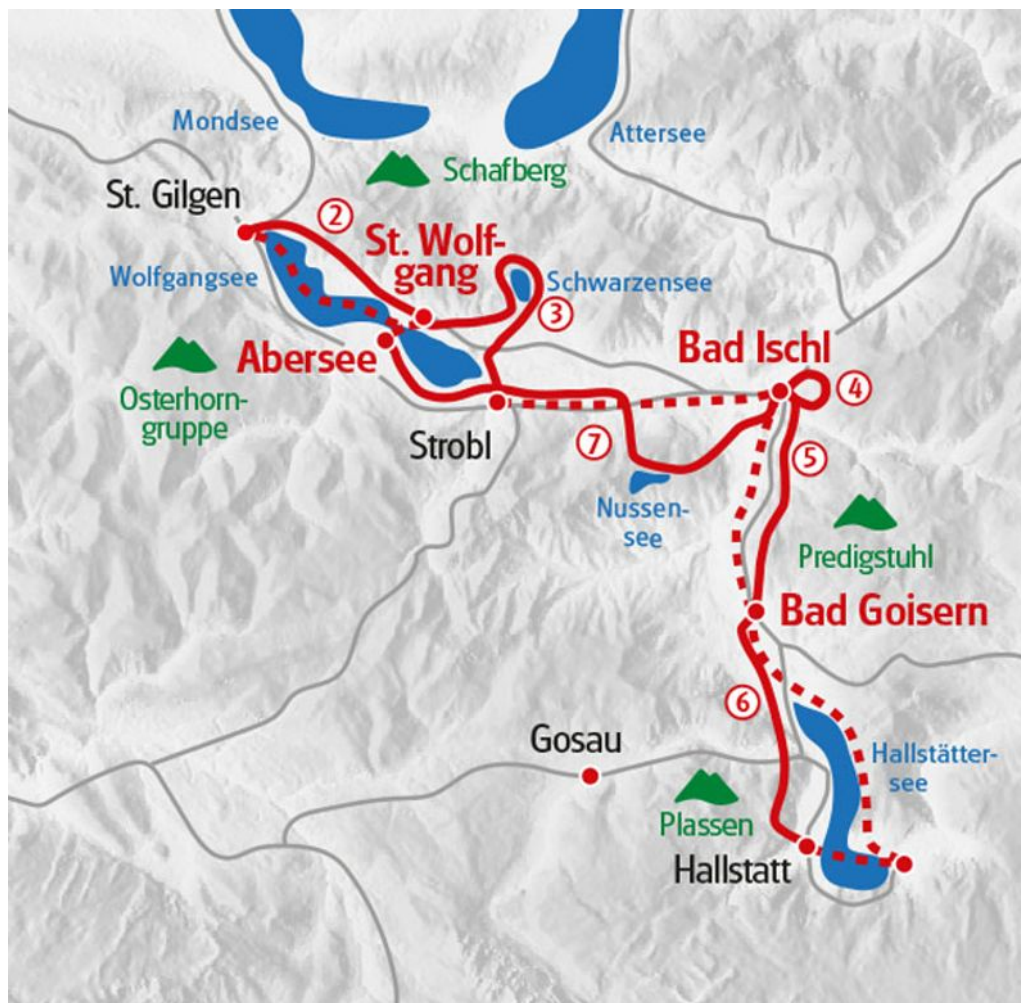 Mondsee
Attersee
Schafberg
St. Gilgen
②
St. Wolf-
gang
Wolfgangsee
Schwarzensee
③
Abersee
Bad Ischl
④
Osterhorn-
gruppe
Strobl
⑦
⑤
Nussen-
see
Predigstuhl
Bad Goisern
⑥
Gosau
Hallstätter-
see
Plassen
Hallstatt